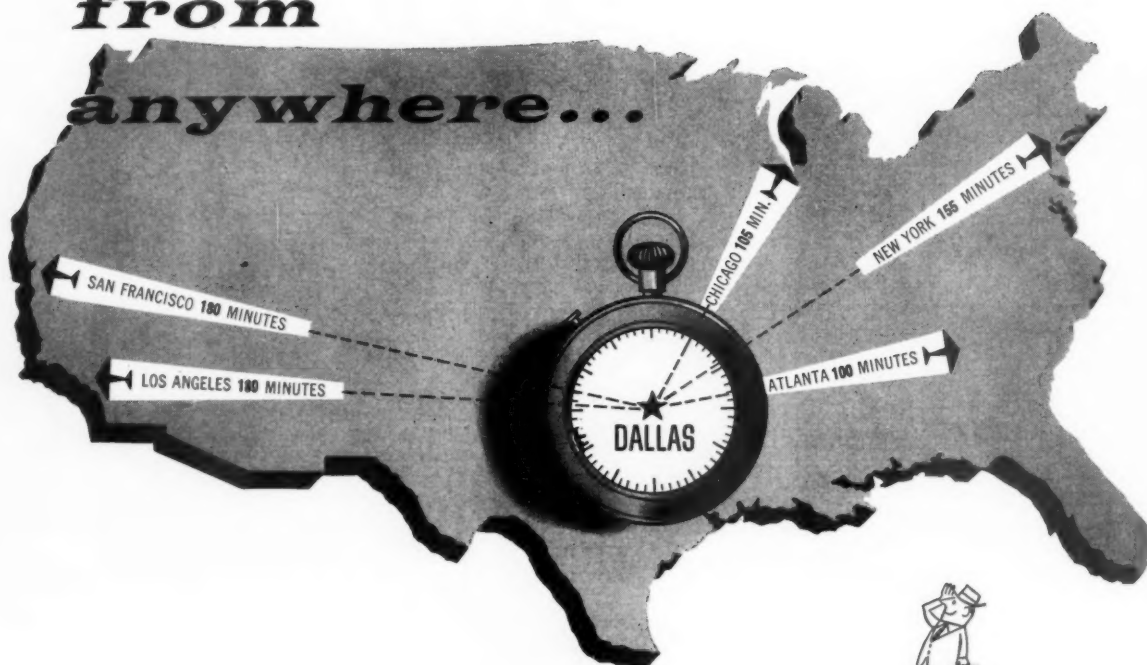 from
anywhere...
CHICAGO 105 MIN.
NEW YORK 155 MINUTES
SAN FRANCISCO 180 MINUTES
LOS ANGELES 180 MINUTES
ATLANTA 100 MINUTES
DALLAS